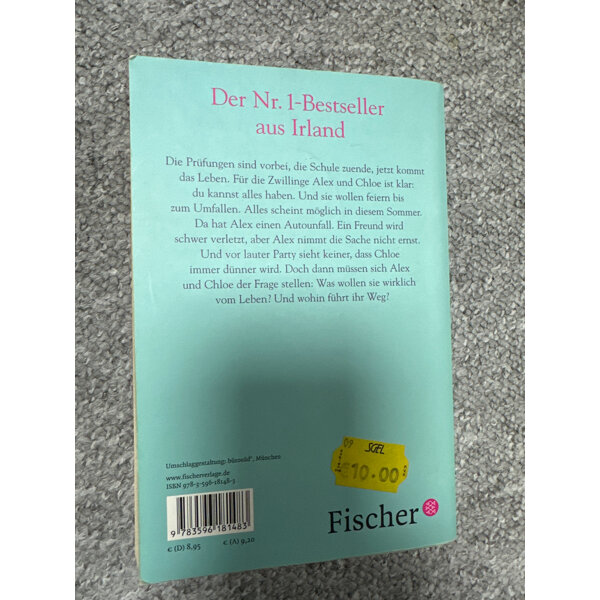 Der Nr. 1-Bestseller
aus Irland
Die Prüfungen sind vorbei, die Schule zuende, jetzt kommt
das Leben. Für die Zwillinge Alex und Chloe ist klar:
du kannst alles haben. Und sie wollen feiern bis
zum Umfallen. Alles scheint möglich in diesem Sommer.
Da hat Alex einen Autounfall. Ein Freund wird
schwer verletzt, aber Alex nimmt die Sache nicht ernst.
Und vor lauter Party sieht keiner, dass Chloe
immer dünner wird. Doch dann müssen sich Alex
und Chloe der Frage stellen: Was wollen sie wirklich
vom Leben? Und wohin führt ihr Weg?
Umschlaggestaltung: bürosüd°, München
www.fischerverlage.de
ISBN 978-3-596-18148-3
9 783596 181483
€ (D) 8,95 € (A) 9,20
09
SGEL
€10.00
Fischer